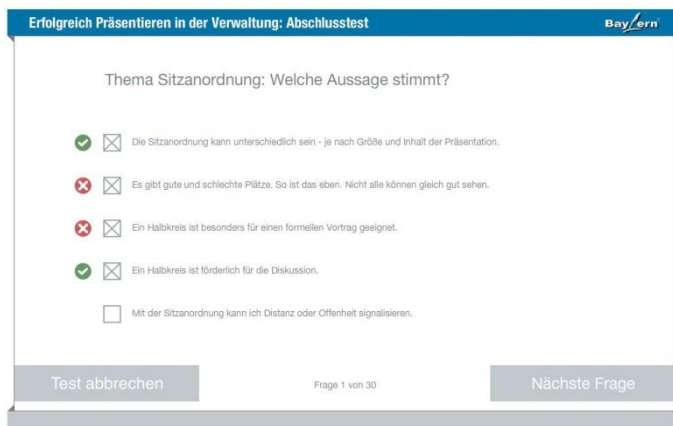 Erfolgreich Präsentieren in der Verwaltung: Abschlusstest
BayLern
Thema Sitzanordnung: Welche Aussage stimmt?
Die Sitzanordnung kann unterschiedlich sein - je nach Größe und Inhalt der Präsentation.
Es gibt gute und schlechte Plätze. So ist das eben. Nicht alle können gleich gut sehen.
Ein Halbkreis ist besonders für einen formellen Vortrag geeignet.
Ein Halbkreis ist förderlich für die Diskussion.
Mit der Sitzanordnung kann ich Distanz oder Offenheit signalisieren.
Test abbrechen
Frage 1 von 30
Nächste Frage